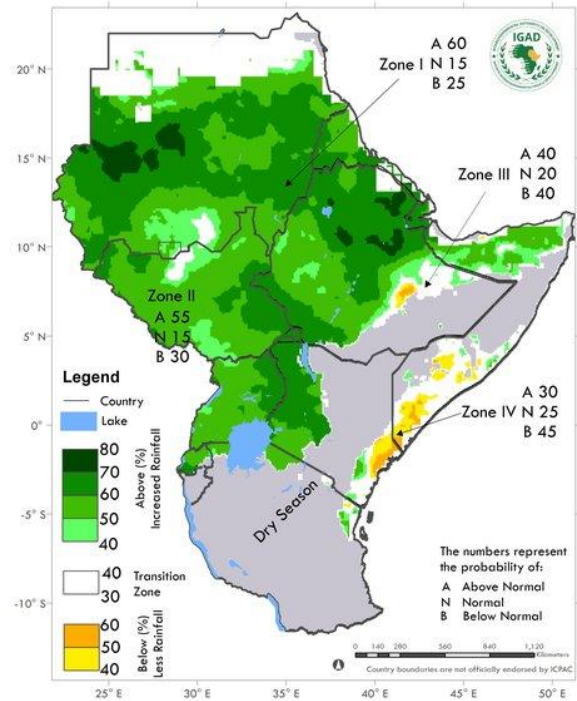 IGAD
20° N
15° N
10° N
5° N
0°
-5° S
-10° S
A 60
Zone I N 15
B 25
A 40
Zone III N 20
B 40
Zone II
A 55
N 15
B 30
A 30
Zone IV N 25
B 45
Dry Season
Legend
Country
Lake
Above (%)
Increased Rainfall
80
70
60
50
40
40
30
Transition
Zone
Below (%)
Less Rainfall
60
50
40
The numbers represent
the probability of:
A Above Normal
N Normal
B Below Normal
0 140 280 560 840 1,120
Kilometers
Country boundaries are not officially endorsed by ICPAC
25° E 30° E 35° E 40° E 45° E 50° E